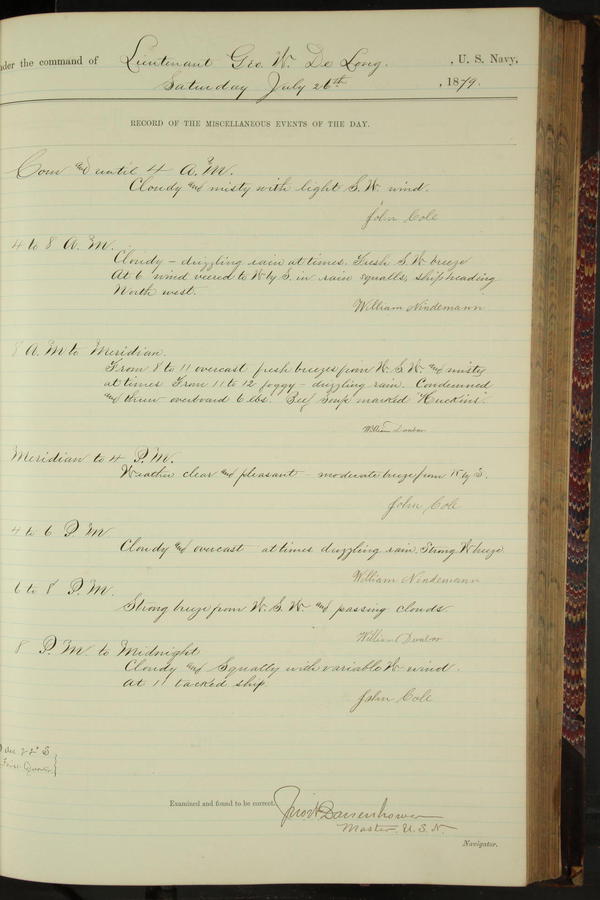 nder the command of Lieutenant Geo. W. De Long. , U. S. Navy,
Saturday July 26th , 1879.
RECORD OF THE MISCELLANEOUS EVENTS OF THE DAY.
Com and until 4 A.M.
Cloudy and misty with light S.W. wind.
John Cole
4 to 8 A.M.
Cloudy – drizzling rain at times. Fresh S.W. breeze
At 6 wind veered to W by S. in rain squalls, ship heading
North west.
William Nindemann
8 A.M to Meridian.
From 8 to 11 overcast fresh breezes from W.S.W. and misty
at times From 11 to 12 foggy – drizzling rain. Condemned
and threw overboard 6 lbs. Beef Soup marked "Huckins".
William Dunbar
Meridian to 4 P.M.
Weather clear and pleasant – moderate breeze from W by S.
John Cole
4 to 6 P.M
Cloudy and overcast at times drizzling rain. Strong W breeze
William Nindemann
6 to 8 P.M.
Strong breeze from W.S.W. and passing clouds
William Dunbar
8 P.M. to Midnight
Cloudy and Squally with variable W wind.
At 11 tacked ship.
John Cole
22° S
Examined and found to be correct. Danenhower
Master, U.S.N.
Navigator.